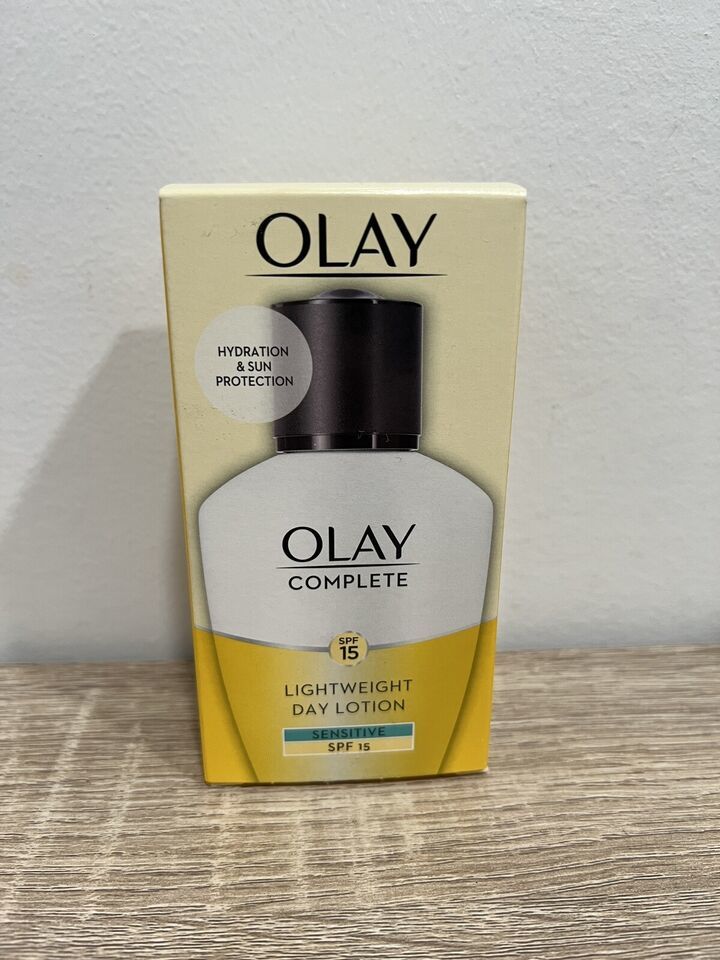 OLAY
HYDRATION
& SUN
PROTECTION
OLAY
COMPLETE
SPF
15
LIGHTWEIGHT
DAY LOTION
SENSITIVE
SPF 15